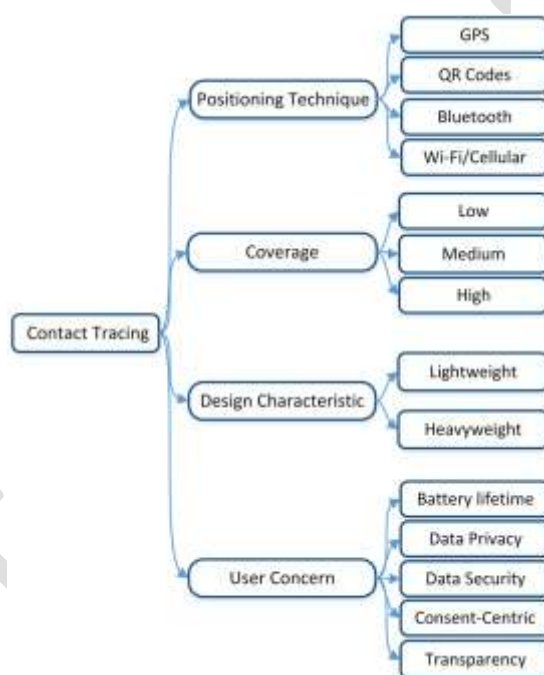 GPS
QR Codes
Positioning Technique
Bluetooth
Wi-Fi/Cellular
Low
Coverage
Medium
High
Contact Tracing
Lightweight
Design Characteristic
Heavyweight
Battery lifetime
Data Privacy
User Concern
Data Security
Consent-Centric
Transparency